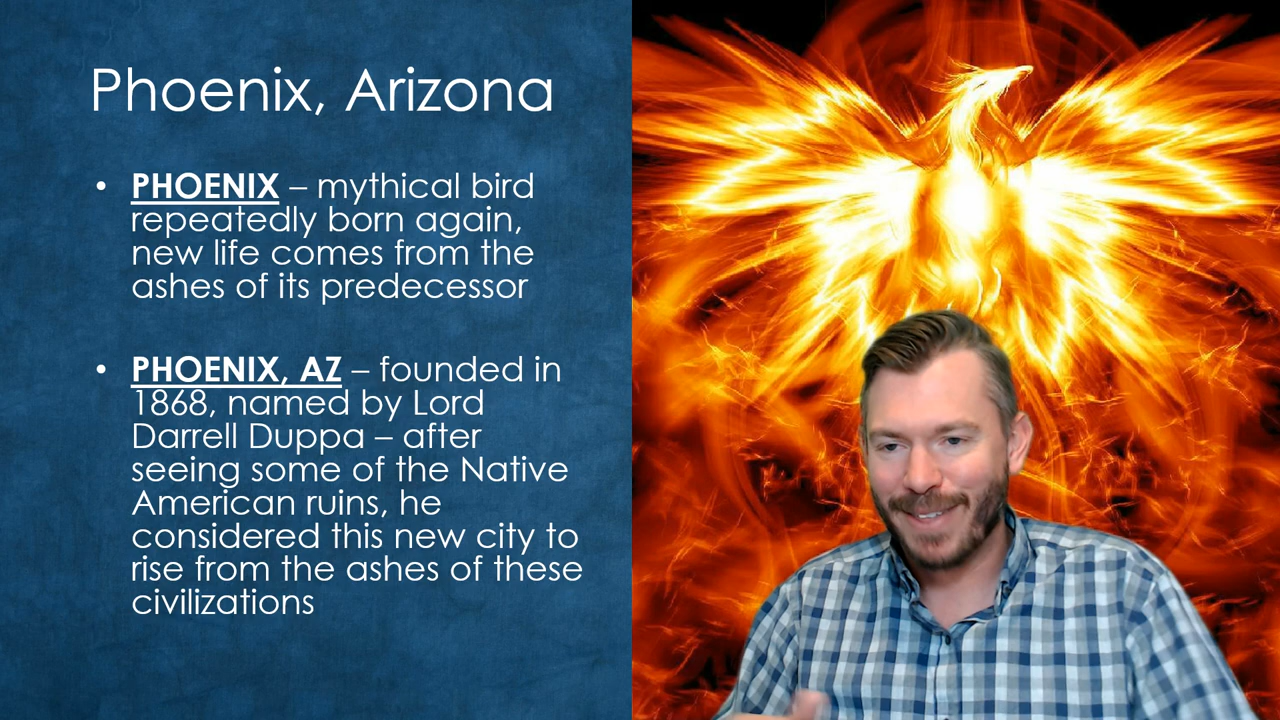 Phoenix, Arizona
• PHOENIX – mythical bird
repeatedly born again,
new life comes from the
ashes of its predecessor
• PHOENIX, AZ – founded in
1868, named by Lord
Darrell Duppa – after
seeing some of the Native
American ruins, he
considered this new city to
rise from the ashes of these
civilizations